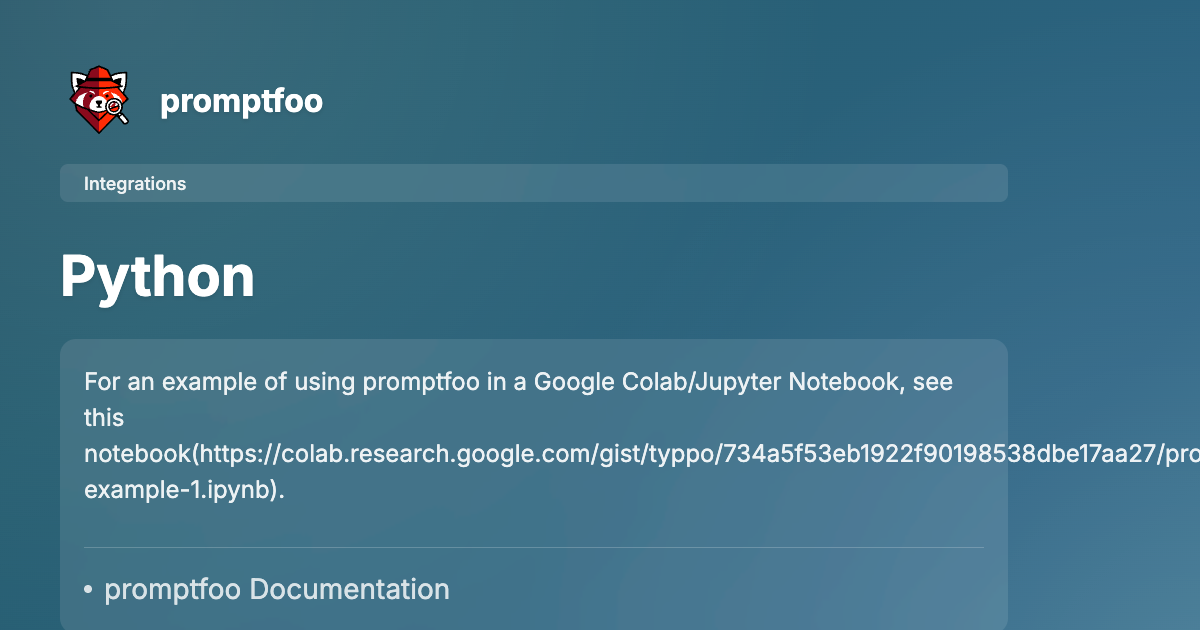 promptfoo
Integrations
Python
For an example of using promptfoo in a Google Colab/Jupyter Notebook, see
this
notebook(https://colab.research.google.com/gist/typpo/734a5f53eb1922f90198538dbe17aa27/pro
example-1.ipynb).
• promptfoo Documentation